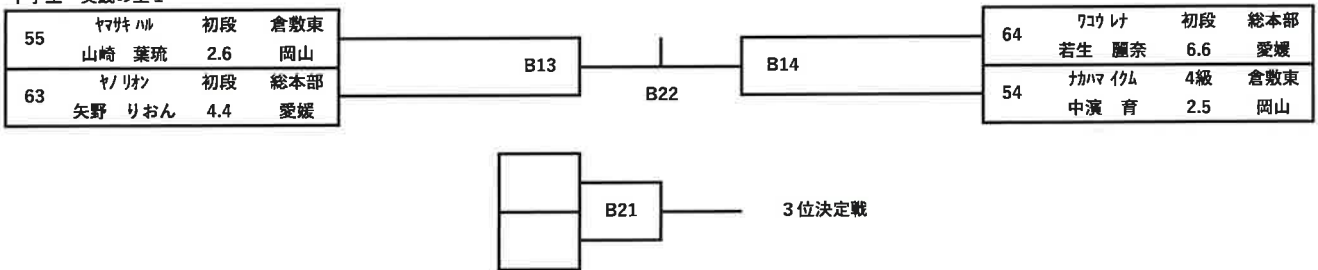 55 ヤマサキ ハル 初段 倉敷東
山崎 葉琉 2.6 岡山
63 ヤノ リオン 初段 総本部
矢野 りおん 4.4 愛媛
B13
B22
B14
64 ワコウ レナ 初段 総本部
若生 麗奈 6.6 愛媛
54 ナカハマ イクム 4級 倉敷東
中濱 育 2.5 岡山
B21
3位決定戦